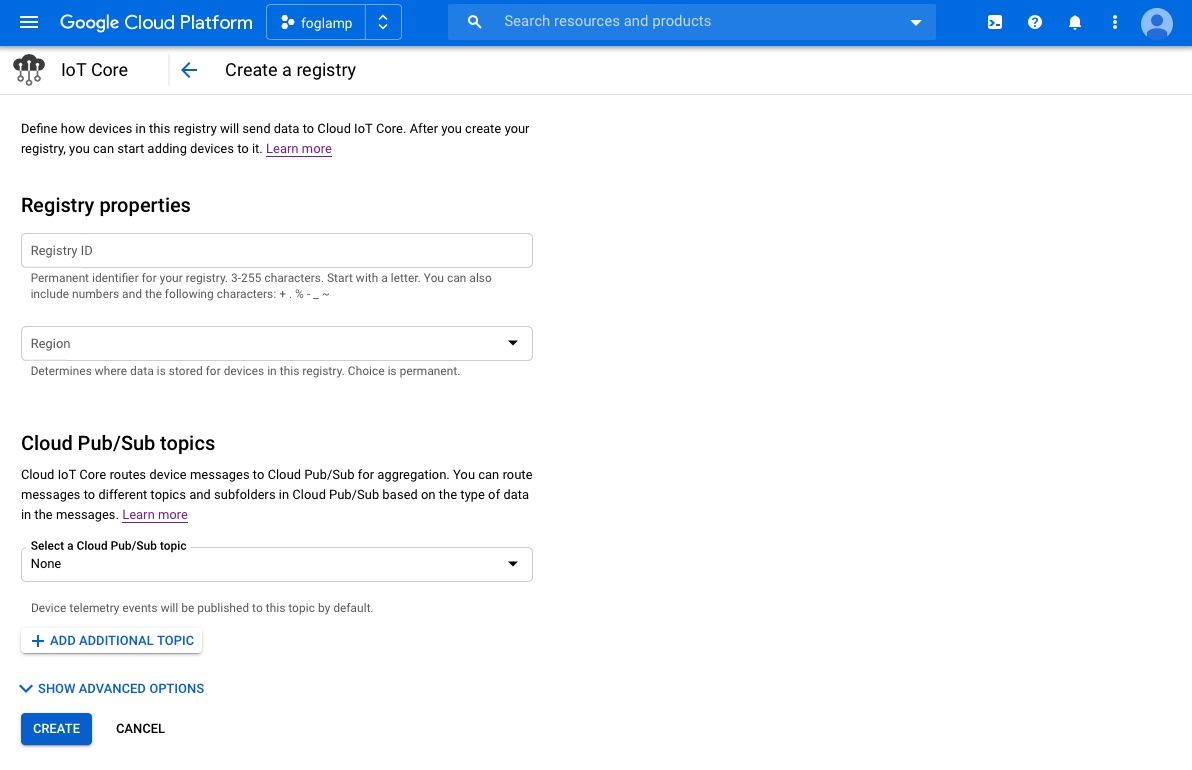 Google Cloud Platform
foglamp
Search resources and products
IoT Core
Create a registry
Define how devices in this registry will send data to Cloud IoT Core. After you create your
registry, you can start adding devices to it. Learn more
Registry properties
Registry ID
Permanent identifier for your registry. 3-255 characters. Start with a letter. You can also
include numbers and the following characters: + . % - _ ~
Region
Determines where data is stored for devices in this registry. Choice is permanent.
Cloud Pub/Sub topics
Cloud IoT Core routes device messages to Cloud Pub/Sub for aggregation. You can route
messages to different topics and subfolders in Cloud Pub/Sub based on the type of data
in the messages. Learn more
Select a Cloud Pub/Sub topic
None
Device telemetry events will be published to this topic by default.
ADD ADDITIONAL TOPIC
SHOW ADVANCED OPTIONS
CREATE
CANCEL